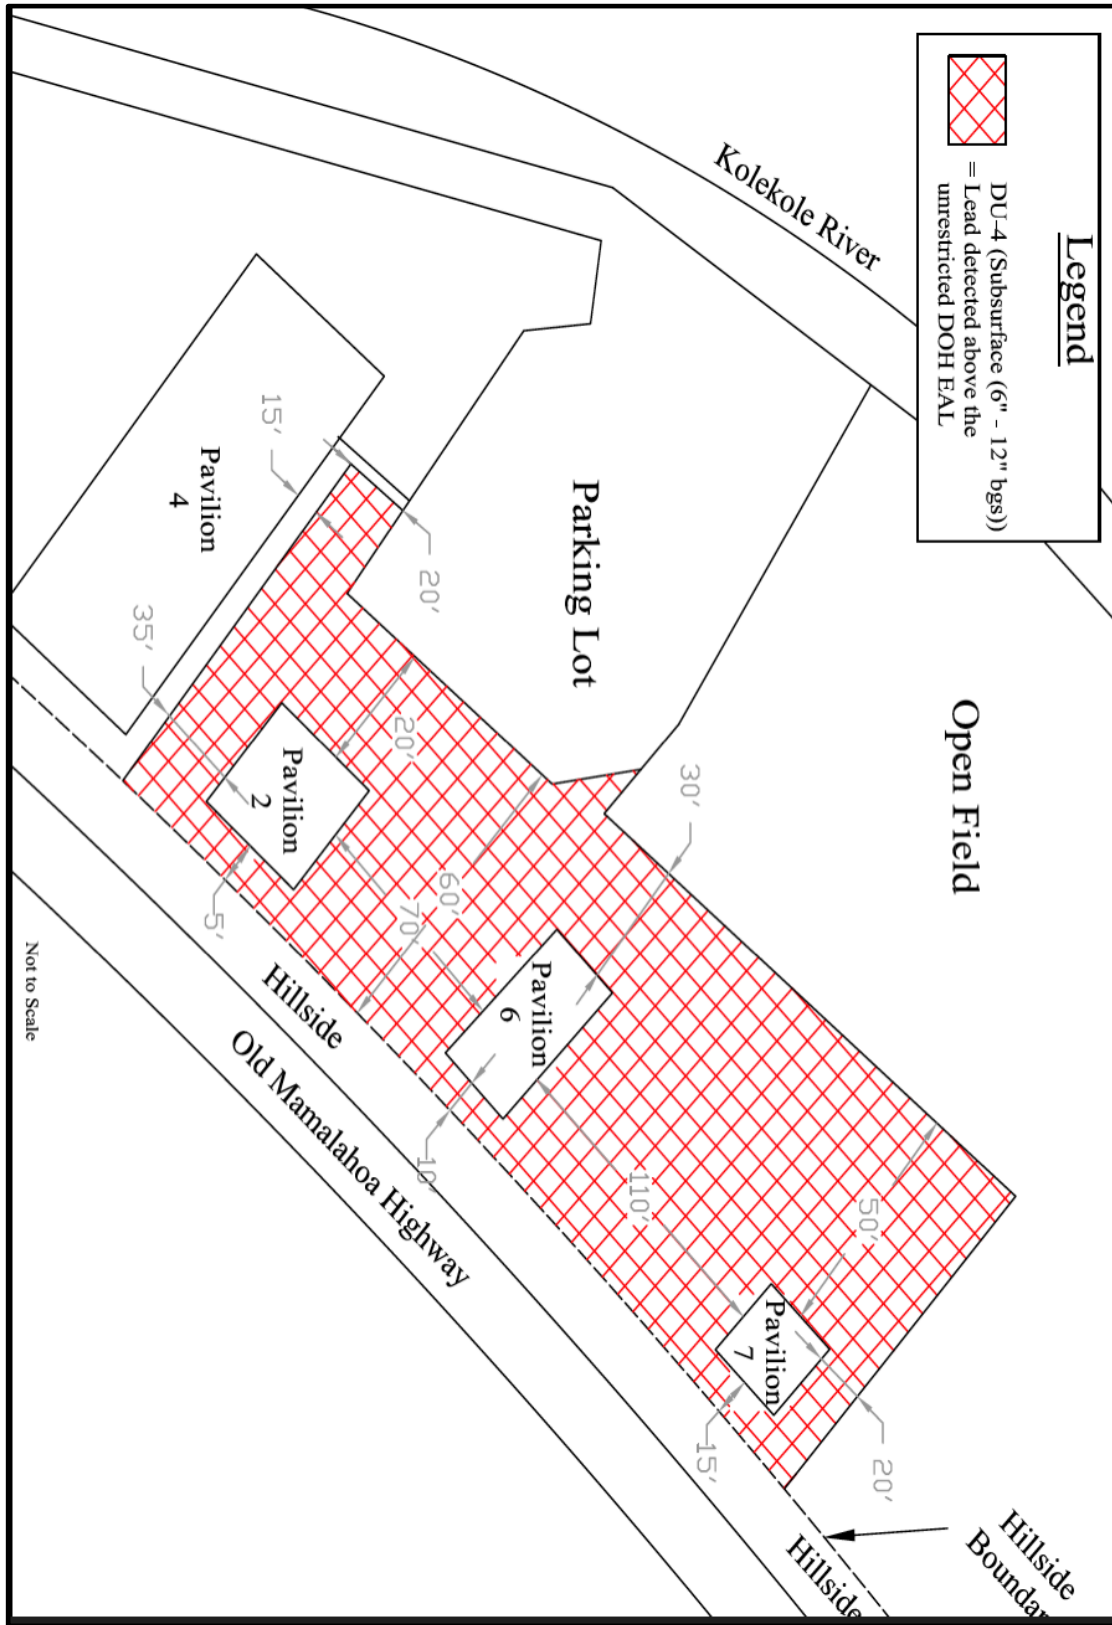 Legend
DU-4 (Subsurface (6" - 12" bgs))
= Lead detected above the
unrestricted DOH EAL
Kolekole River
Open Field
Parking Lot
Pavilion
4
Pavilion
2
Pavilion
6
Pavilion
7
15'
20'
35'
20'
5'
60'
70'
30'
10'
110'
50'
15'
20'
Hillside
Old Mamalahoa Highway
Hillside
Hillside
Boundar
Not to Scale